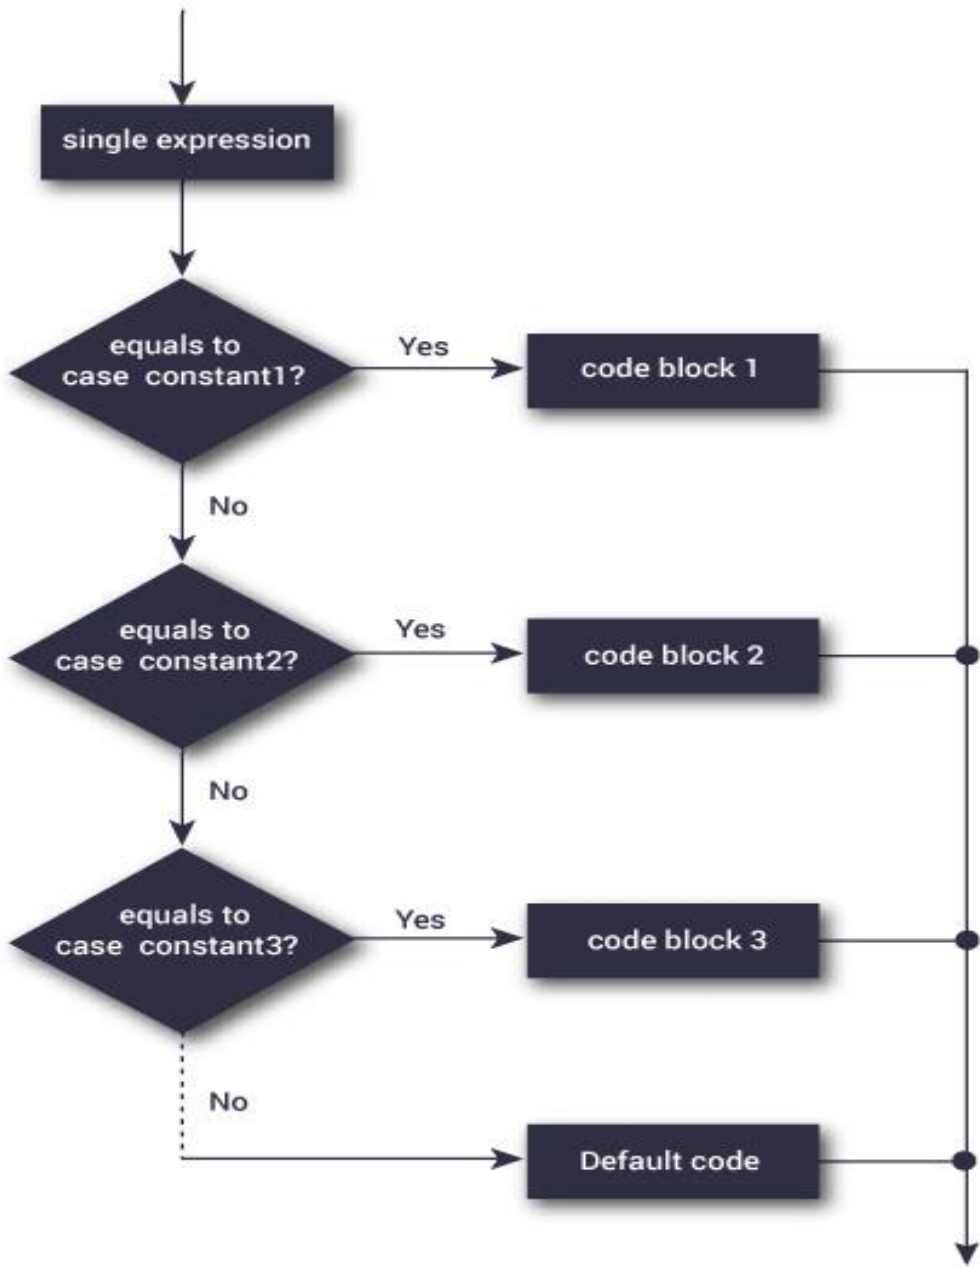 single expression
equals to
case constant1?
Yes
code block 1
No
equals to
case constant2?
Yes
code block 2
No
equals to
case constant3?
Yes
code block 3
No
Default code